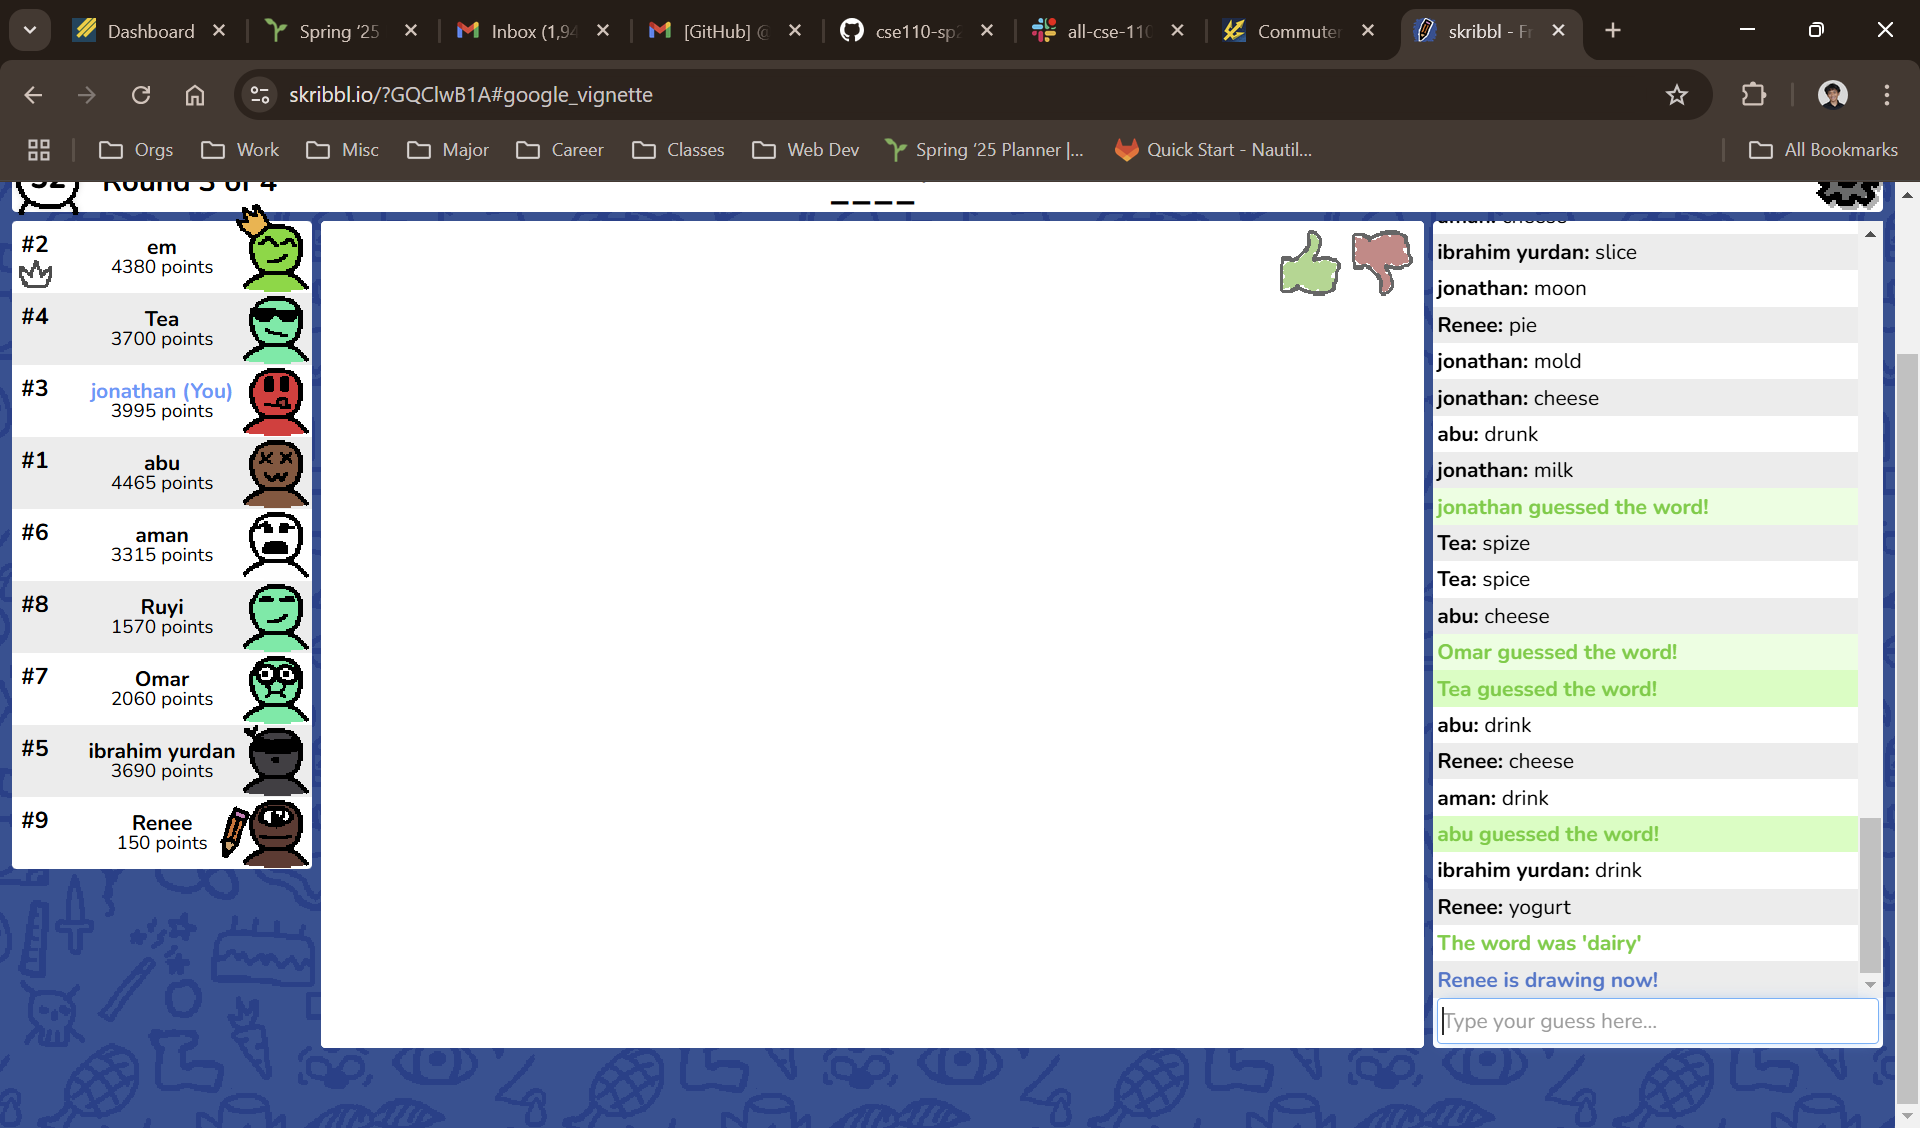 Dashboard
Spring '25
Inbox (1,94
[GitHub] @
cse110-sp2
all-cse-110
Commuter
skribbl - Fr
skribbl.io/?GQClwB1A#google_vignette
Orgs
Work
Misc
Major
Career
Classes
Web Dev
Spring '25 Planner |...
Quick Start - Nautil...
All Bookmarks
Round 3 of 4
#2
em
4380 points
#4
Tea
3700 points
#3
jonathan (You)
3995 points
#1
abu
4465 points
#6
aman
3315 points
#8
Ruyi
1570 points
#7
Omar
2060 points
#5
ibrahim yurdan
3690 points
#9
Renee
150 points
aman: cheese
ibrahim yurdan: slice
jonathan: moon
Renee: pie
jonathan: mold
jonathan: cheese
abu: drunk
jonathan: milk
jonathan guessed the word!
Tea: spize
Tea: spice
abu: cheese
Omar guessed the word!
Tea guessed the word!
abu: drink
Renee: cheese
aman: drink
abu guessed the word!
ibrahim yurdan: drink
Renee: yogurt
The word was 'dairy'
Renee is drawing now!
Type your guess here...